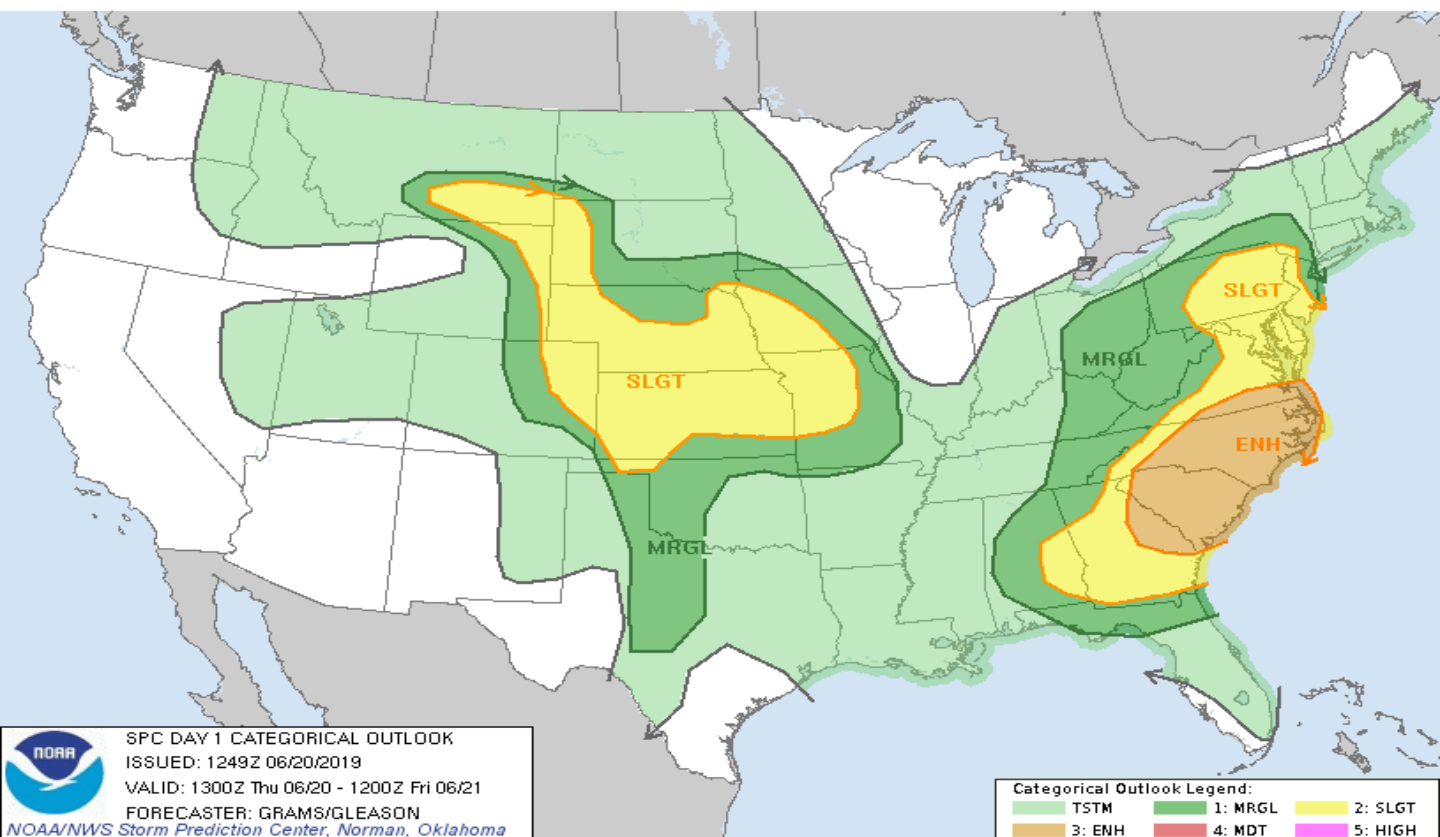 SLGT
MRGL
SLGT
ENH
MRGL
NOAA
SPC DAY 1 CATEGORICAL OUTLOOK
ISSUED: 1249Z 06/20/2019
VALID: 1300Z Thu 06/20 - 1200Z Fri 06/21
FORECASTER: GRAMS/GLEASON
NOAA/NWS Storm Prediction Center, Norman, Oklahoma
Categorical Outlook Legend:
TSTM 1: MRGL 2: SLGT
3: ENH 4: MDT 5: HIGH